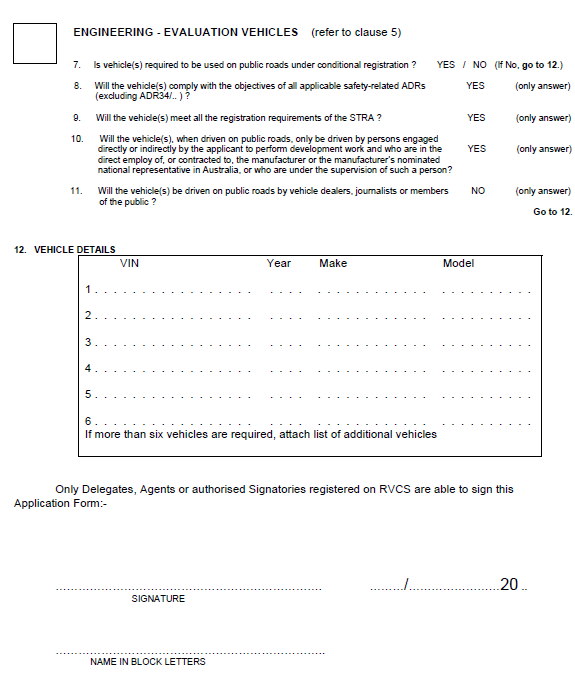 ENGINEERING - EVALUATION VEHICLES (refer to clause 5)
7. Is vehicle(s) required to be used on public roads under conditional registration ? YES / NO (If No, go to 12.)
8. Will the vehicle(s) comply with the objectives of all applicable safety-related ADRs YES (only answer)
(excluding ADR34/.. ) ?
9. Will the vehicle(s) meet all the registration requirements of the STRA ? YES (only answer)
10. Will the vehicle(s), when driven on public roads, only be driven by persons engaged
directly or indirectly by the applicant to perform development work and who are in the YES (only answer)
direct employ of, or contracted to, the manufacturer or the manufacturer's nominated
national representative in Australia, or who are under the supervision of such a person?
11. Will the vehicle(s) be driven on public roads by vehicle dealers, journalists or members NO (only answer)
of the public ?
Go to 12.
12. VEHICLE DETAILS
VIN Year Make Model
1 . . . . . . . . . . . . . . . . . . . . . . . . . . . . . . . . . . . . . . . . . .
2 . . . . . . . . . . . . . . . . . . . . . . . . . . . . . . . . . . . . . . . . . .
3 . . . . . . . . . . . . . . . . . . . . . . . . . . . . . . . . . . . . . . . . . .
4 . . . . . . . . . . . . . . . . . . . . . . . . . . . . . . . . . . . . . . . . . .
5 . . . . . . . . . . . . . . . . . . . . . . . . . . . . . . . . . . . . . . . . . .
6 . . . . . . . . . . . . . . . . . . . . . . . . . . . . . . . . . . . . . . . . . .
If more than six vehicles are required, attach list of additional vehicles
Only Delegates, Agents or authorised Signatories registered on RVCS are able to sign this
Application Form:-
........................................................................ ........./........................20 ..
SIGNATURE
.........................................................................
NAME IN BLOCK LETTERS